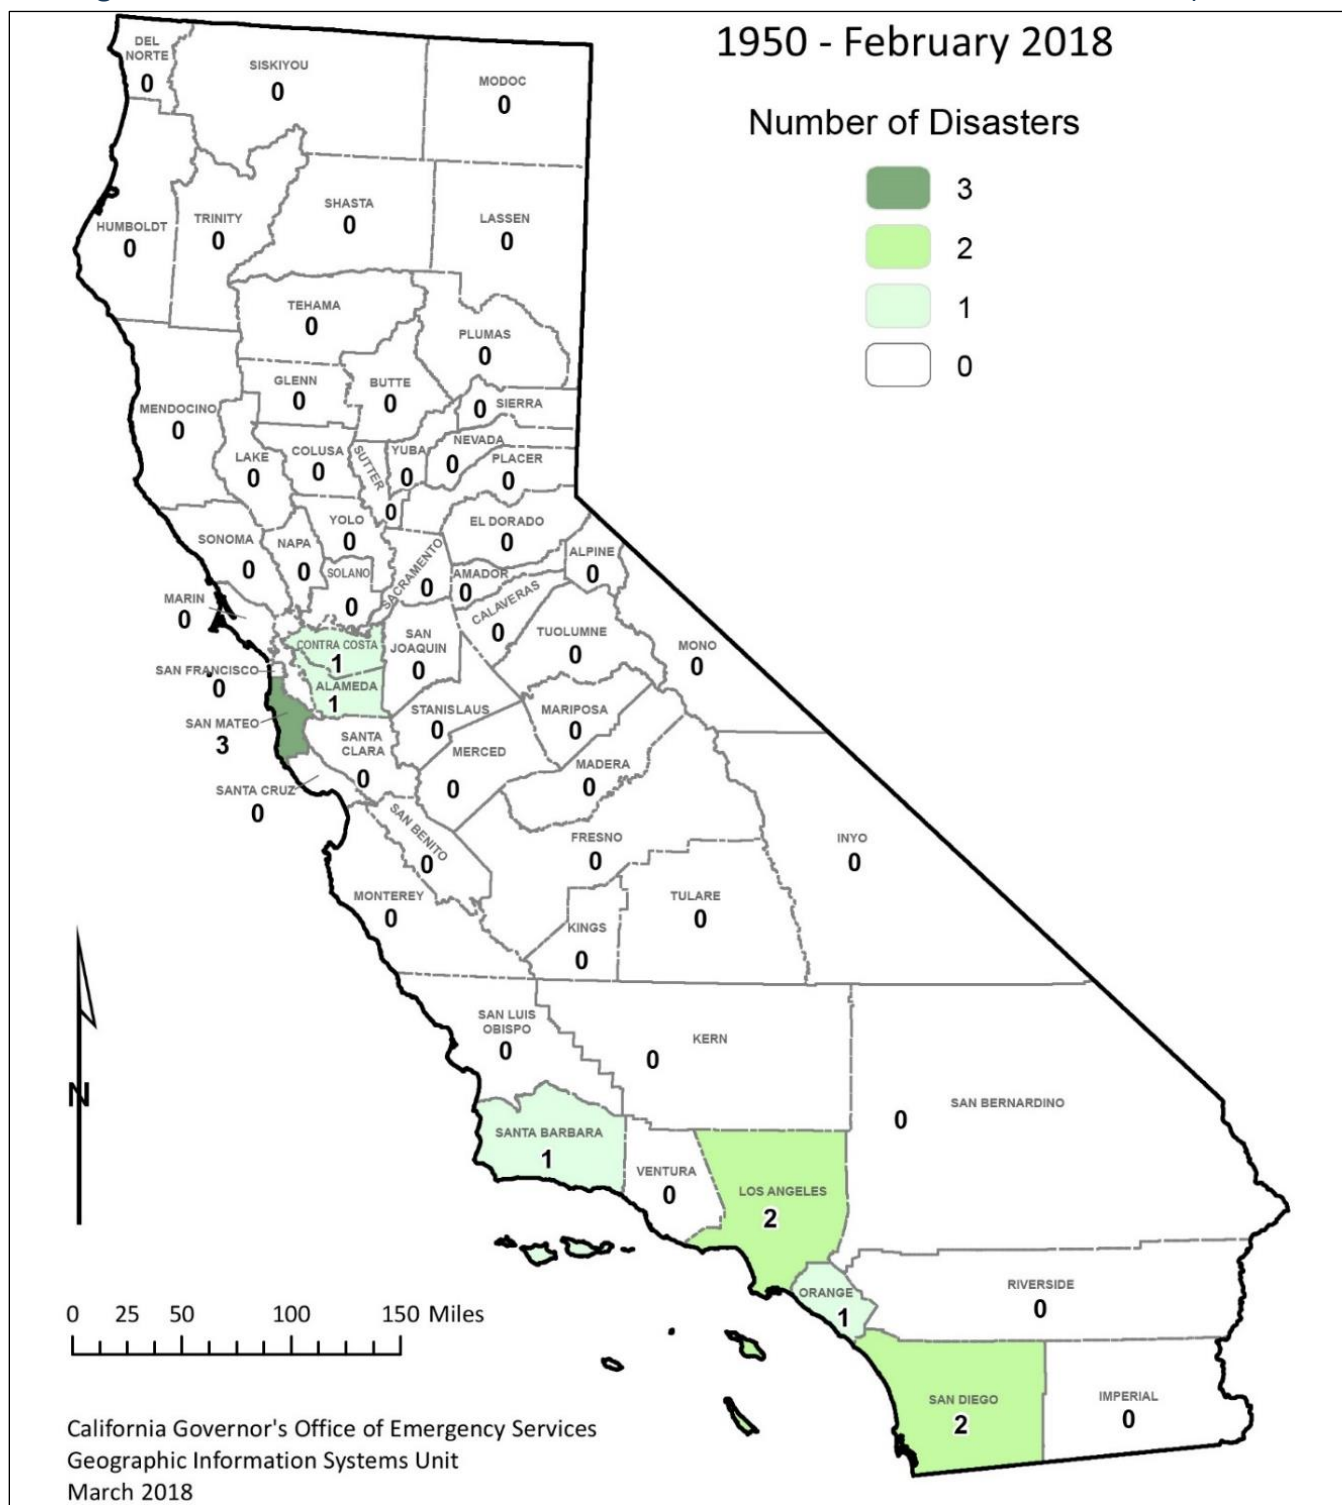 1950 - February 2018
Number of Disasters
3
2
1
0
DEL
NORTE
0
SISKIYOU
0
MODOC
0
HUMBOLDT
0
TRINITY
0
SHASTA
0
LASSEN
0
TEHAMA
0
PLUMAS
0
MENDOCINO
0
GLENN
0
BUTTE
0
SIERRA
0
LAKE
0
COLUSA
0
SUTTER
0
YUBA
0
NEVADA
0
PLACER
0
SONOMA
0
NAPA
0
YOLO
0
SOLANO
0
SACRAMENTO
0
EL DORADO
0
AMADOR
0
ALPINE
0
CALAVERAS
0
MARIN
0
CONTRA COSTA
1
SAN
JOAQUIN
0
TUOLUMNE
0
MONO
0
SAN FRANCISCO
0
ALAMEDA
1
SAN MATEO
3
SANTA
CLARA
0
STANISLAUS
0
MARIPOSA
0
MERCED
0
MADERA
0
SANTA CRUZ
0
SAN BENITO
0
FRESNO
0
INYO
0
MONTEREY
0
KINGS
0
TULARE
0
SAN LUIS
OBISPO
0
KERN
0
SAN BERNARDINO
0
SANTA BARBARA
1
VENTURA
0
LOS ANGELES
2
ORANGE
1
RIVERSIDE
0
SAN DIEGO
2
IMPERIAL
0
N
0 25 50 100 150 Miles
California Governor's Office of Emergency Services
Geographic Information Systems Unit
March 2018